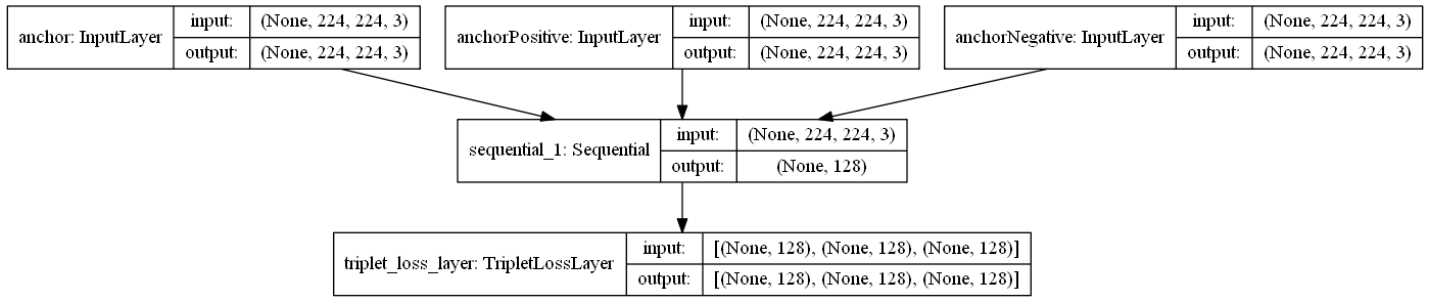 anchor: InputLayer
input: (None, 224, 224, 3)
output: (None, 224, 224, 3)
anchorPositive: InputLayer
input: (None, 224, 224, 3)
output: (None, 224, 224, 3)
anchorNegative: InputLayer
input: (None, 224, 224, 3)
output: (None, 224, 224, 3)
sequential_1: Sequential
input: (None, 224, 224, 3)
output: (None, 128)
triplet_loss_layer: TripletLossLayer
input: [(None, 128), (None, 128), (None, 128)]
output: [(None, 128), (None, 128), (None, 128)]